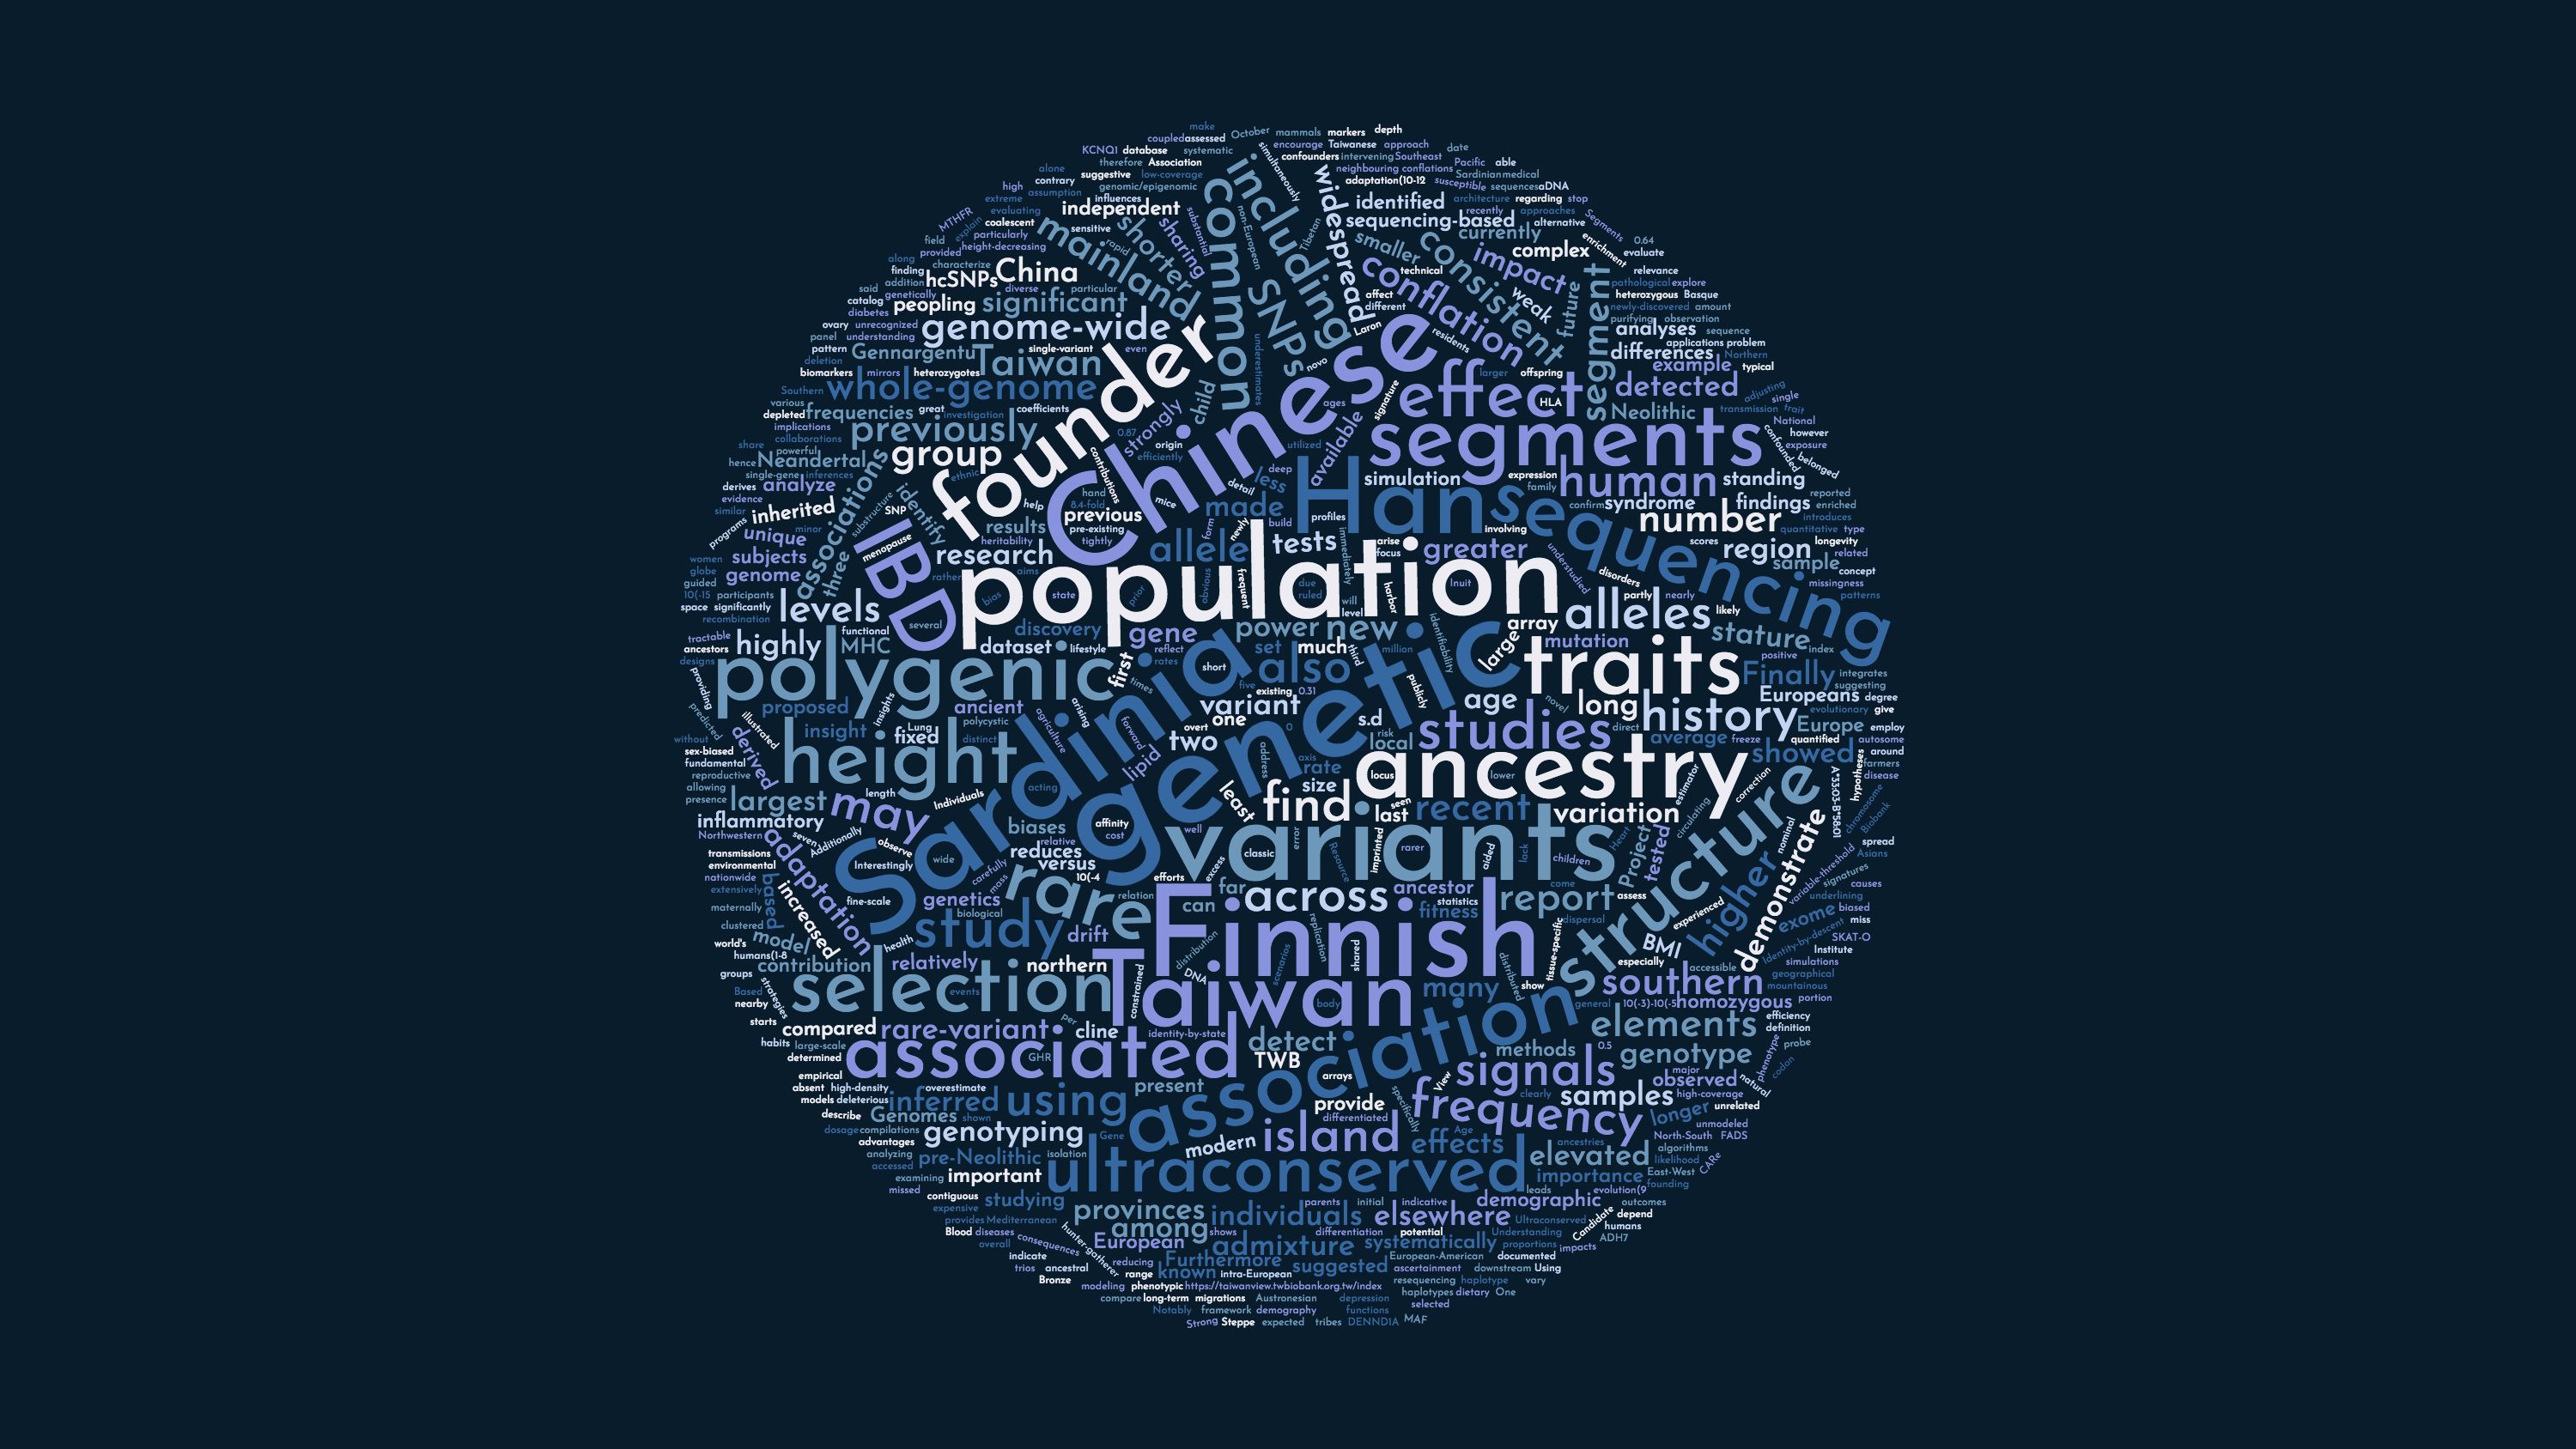 make
coupled assessed October mammals markers depth
KCNQ1 database systematic simultaneously encourage Taiwanese approach date
therefore Association confounders intervening Southeast Pacific able
alone suggestive low-coverage neighbouring conflations Sardinian medical
contrary genomic/epigenomic adaptation(10-12 susceptible sequences aDNA
high assumption including widespread
extreme influences identified architecture regarding stop
evaluating independent common sequencing-based recently approaches Segments
MTHFR coalescent sensitive substantial non-European Tibetan currently alternative
explain particularly mainland shorter sharing smaller consistent complex enrichment 0.64
field height-decreasing rapid impact evaluate
provided along characterize SNPs conflation technical weak relevance
finding hcSNPs China segment pathological explore
said addition diverse particular affect future heterozygous Basque
catalog genetically peopling significant different newly-discovered amount
diabetes purifying observation
ovary unrecognized genome-wide founder Laron residents analyses sequence
panel understanding underestimates applications problem
pattern Gennargentu Taiwan single-variant even Chinese differences Northern
deletion novo example typical
biomarkers mirrors heterozygotes larger offspring
Southern whole-genome child signature effect HLA detected adjusting single
various depleted frequencies great investigation coefficients ages Neolithic transmission trait
implications previously 0.87 strongly available National
collaborations segments however
share powerful origin utilized confounded exposure
hence Neandertal associations group efficiently contributions belonged
single-gene inferences ethnic deep
derives analyze identify less simulation expression human standing
evidence substructure hand mice detail Hans family reported
similar inherited SNP 8.4-fold made sequencing confirm syndrome findings enriched
programs minor help previous form build profiles number introduces
unique IBD results pre-existing newly involving quantitative type
menopause heritability tightly immediately arise scores region longevity
women subjects research allele tests focus greater understudied related
globe three rather aims sample concept
guided genome bias state prior obvious frequent due harbor Inuit disorders missingness
10(-15 participants population ruled partly nearly patterns
space significantly levels will alleles likely
recombination several level identifiability
tractable functional discovery gene power new array stature
ancestors highly MHC dataset lifestyle reflect set much third million large mutation index
designs first rates Sardinia also positive
polygenic times short genetic traits Finally integrates
providing five existing 0.31 publicly suggesting
predicted proposed insights ancient arising variant age novel long Europeans degree
illustrated polycystic evolutionary give
insight Lung agriculture forward overt one 0 s.d history Europe employ
without derived fixed distinct two risk studies direct average freeze quantified autosome
sex-biased height lipid address local showed around
fundamental axis ancestry hypotheses farmers
reproductive acting rate locus lower estimator correction disease
allowing length least size A*33:03-B*58:01
presence largest may Individuals find last seen recent variation chromosome
inflammatory biases affinity circulating Biobank
Northwestern seven Additionally cost well variants Heart Project nominal spread
adaptation observe relative error rarer aided lack structure demonstrate
transmissions reduces classic Imprinted children tested variable-threshold Asians
environmental Interestingly wide versus Resource signatures
nationwide carefully 10(-4 efforts excess come higher causes
extensively based increased mass rare far across ancestor report assess underlining
maternally fine-scale genetics relation can statistics exome biased
clustered biological fitness dispersal experienced miss
world's model study drift Finnish SKAT-O
humans(1-8 health distribution replication shared BMI Identity-by-descent Institute
groups contribution relatively northern scenarios tissue-specific especially accessible simulations
strategies DNA distributed southern geographical
Based selection events constrained Taiwan body many show mountainous
nearby general 10(-3)-10(-5 homozygous portion
starts compared rare-variant per cline identity-by-state association elements efficiency
habits large-scale detect methods 0.5 definition
determined associated GHR TWB signals genotype probe
empirical arrays View major phenotype codon
absent high-density overestimate present observed natural
models deleterious inferred using specifically clearly samples high-coverage
describe Genomes shown provide frequency longer unrelated
dosage compilations differentiated unmodeled
advantages genotyping Gene modern island effects Age North-South FADS
analyzing pre-Neolithic isolation ancestries algorithms
accessed elevated likelihood
examining important ultraconserved importance East-West CARe
missed leads founding
contiguous studying parents initial indicative demographic evolution(9 outcomes
expensive provinces individuals elsewhere Candidate depend
provides Mediterranean among Ultraconserved humans
Blood diseases hunter-gatherer shows differentiation potential Understanding ADH7
overall consequences European admixture systematically proportions impacts
indicate Furthermore European-American documented
trios ancestral reducing suggested ascertainment downstream Using
Bronze range known intra-European resequencing haplotype vary
modeling phenotypic https://taiwanview.twbiobank.org.tw/index haplotypes dietary One
compare long-term migrations Austronesian depression selected
Notably framework demography functions
Strong Steppe expected tribes DENND1A MAF